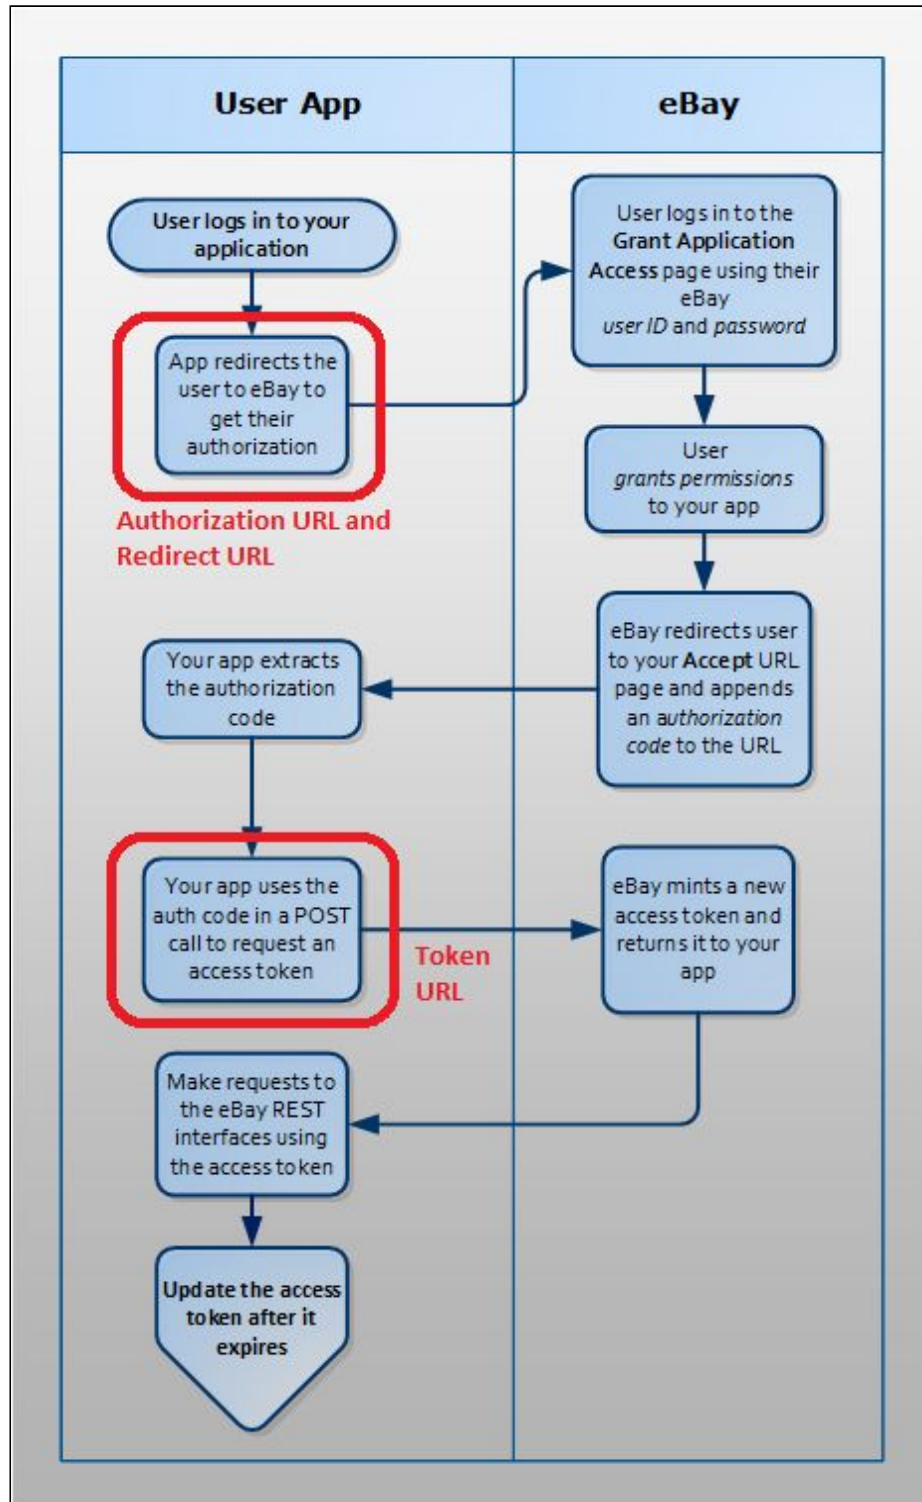 User App
eBay
User logs in to your
application
User logs in to the
Grant Application
Access page using their
eBay
user ID and password
App redirects the
user to eBay to
get their
authorization
Authorization URL and
Redirect URL
User
grants permissions
to your app
eBay redirects user
to your Accept URL
page and appends
an authorization
code to the URL
Your app extracts
the authorization
code
Your app uses the
auth code in a POST
call to request an
access token
Token
URL
eBay mints a new
access token and
returns it to your
app
Make requests to
the eBay REST
interfaces using
the access token
Update the access
token after it
expires